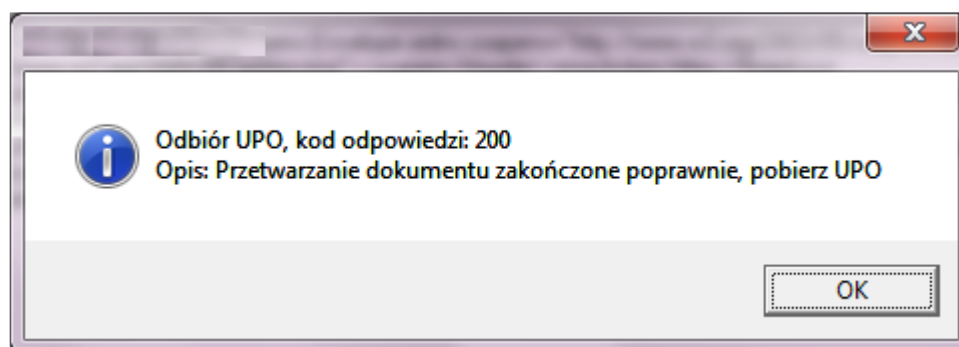 Odbiór UPO, kod odpowiedzi: 200
Opis: Przetwarzanie dokumentu zakończone poprawnie, pobierz UPO
OK